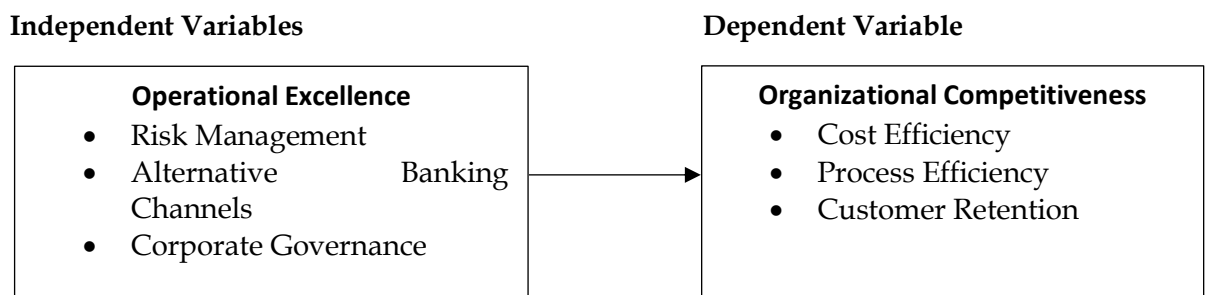 Independent Variables
Dependent Variable
Operational Excellence
• Risk Management
• Alternative Banking
Channels
• Corporate Governance
Organizational Competitiveness
• Cost Efficiency
• Process Efficiency
• Customer Retention